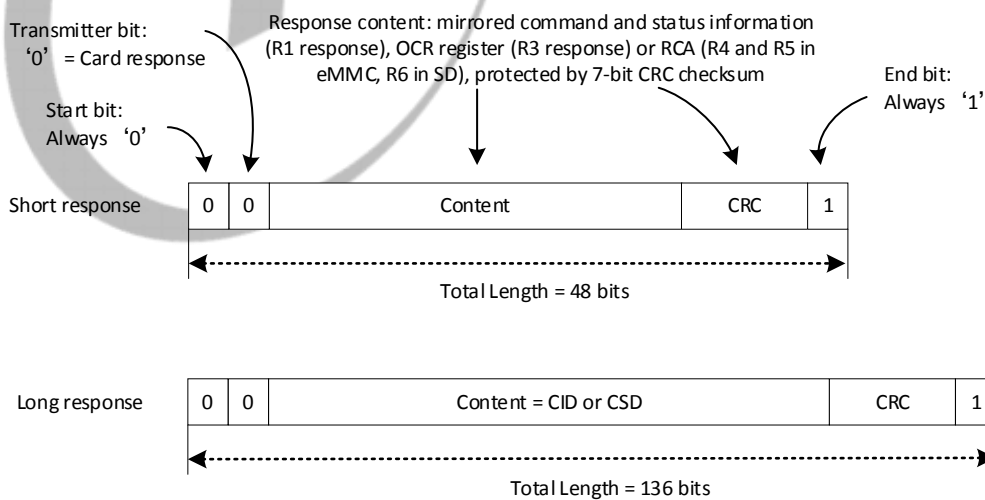 Transmitter bit:
‘0’ = Card response
Response content: mirrored command and status information
(R1 response), OCR register (R3 response) or RCA (R4 and R5 in
eMMC, R6 in SD), protected by 7-bit CRC checksum
End bit:
Always ‘1’
Start bit:
Always ‘0’
Short response 0 0 Content CRC 1
Total Length = 48 bits
Long response 0 0 Content = CID or CSD CRC 1
Total Length = 136 bits